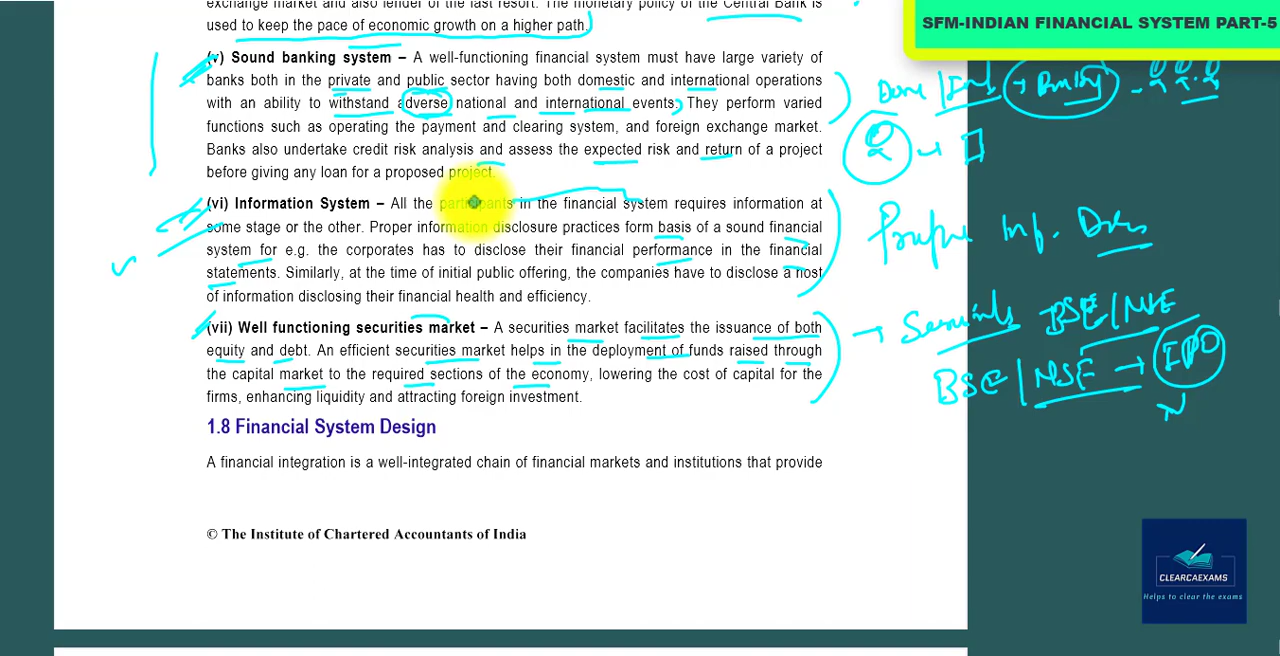 exchange market and also lender of the last resort. The monetary policy of the Central Bank is
used to keep the pace of economic growth on a higher path.
SFM-INDIAN FINANCIAL SYSTEM PART-5
(v) Sound banking system – A well-functioning financial system must have large variety of
banks both in the private and public sector having both domestic and international operations
with an ability to withstand adverse national and international events. They perform varied
functions such as operating the payment and clearing system, and foreign exchange market.
Banks also undertake credit risk analysis and assess the expected risk and return of a project
before giving any loan for a proposed project.
(vi) Information System – All the participants in the financial system requires information at
some stage or the other. Proper information disclosure practices form basis of a sound financial
system for e.g. the corporates has to disclose their financial performance in the financial
statements. Similarly, at the time of initial public offering, the companies have to disclose a host
of information disclosing their financial health and efficiency.
Inf.
(vii) Well functioning securities market – A securities market facilitates the issuance of both
equity and debt. An efficient securities market helps in the deployment of funds raised through
the capital market to the required sections of the economy, lowering the cost of capital for the
firms, enhancing liquidity and attracting foreign investment.
BSE/NSE
BSE/NSE → IPO
1.8 Financial System Design
A financial integration is a well-integrated chain of financial markets and institutions that provide
© The Institute of Chartered Accountants of India
CLEARCAEXAMS
Helps to clear the exams